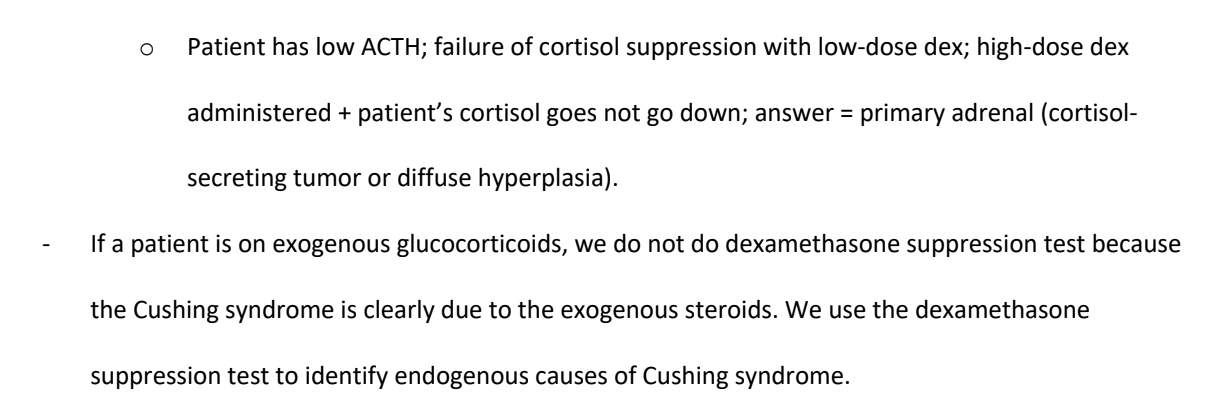 o Patient has low ACTH; failure of cortisol suppression with low-dose dex; high-dose dex
administered + patient’s cortisol goes not go down; answer = primary adrenal (cortisol-
secreting tumor or diffuse hyperplasia).
- If a patient is on exogenous glucocorticoids, we do not do dexamethasone suppression test because
the Cushing syndrome is clearly due to the exogenous steroids. We use the dexamethasone
suppression test to identify endogenous causes of Cushing syndrome.